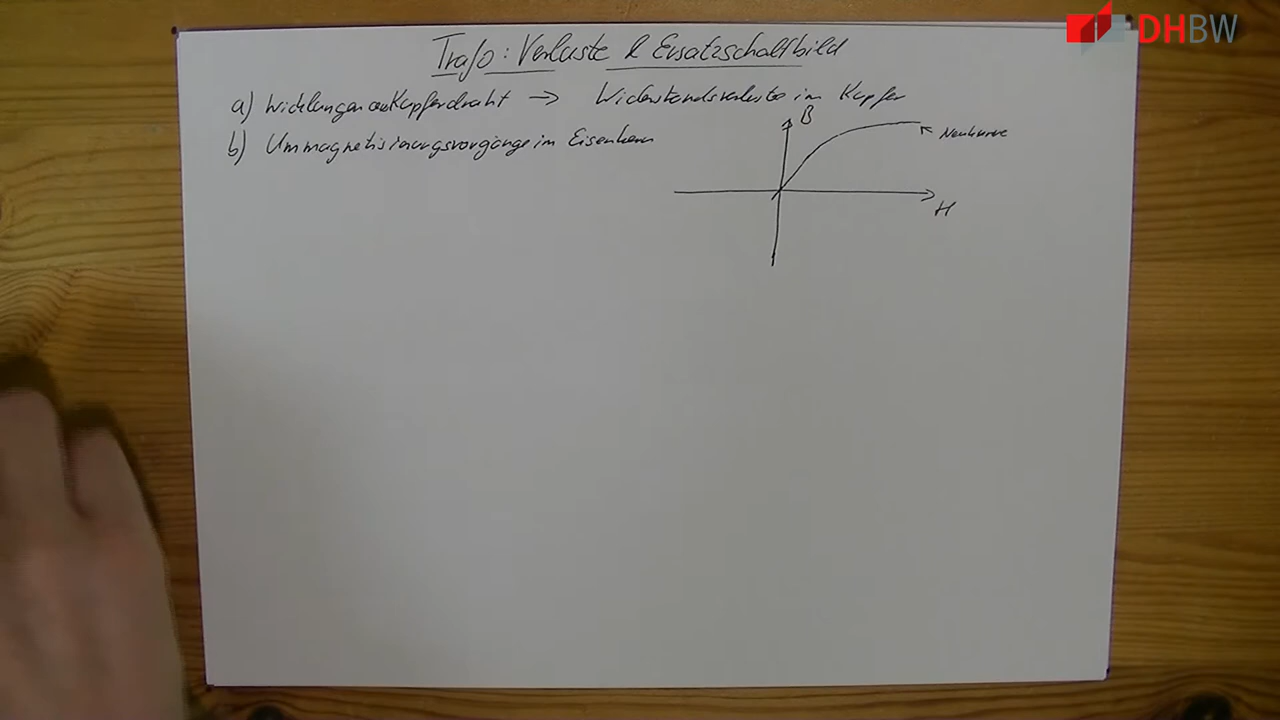 DHBW
Trafo: Verluste & Ersatzschaltbild
a) Wicklungen aus Kupferdraht → Widerstandsverluste im Kupfer
b) Ummagnetisierungsvorgänge im Eisenkern
B
Neukurve
H